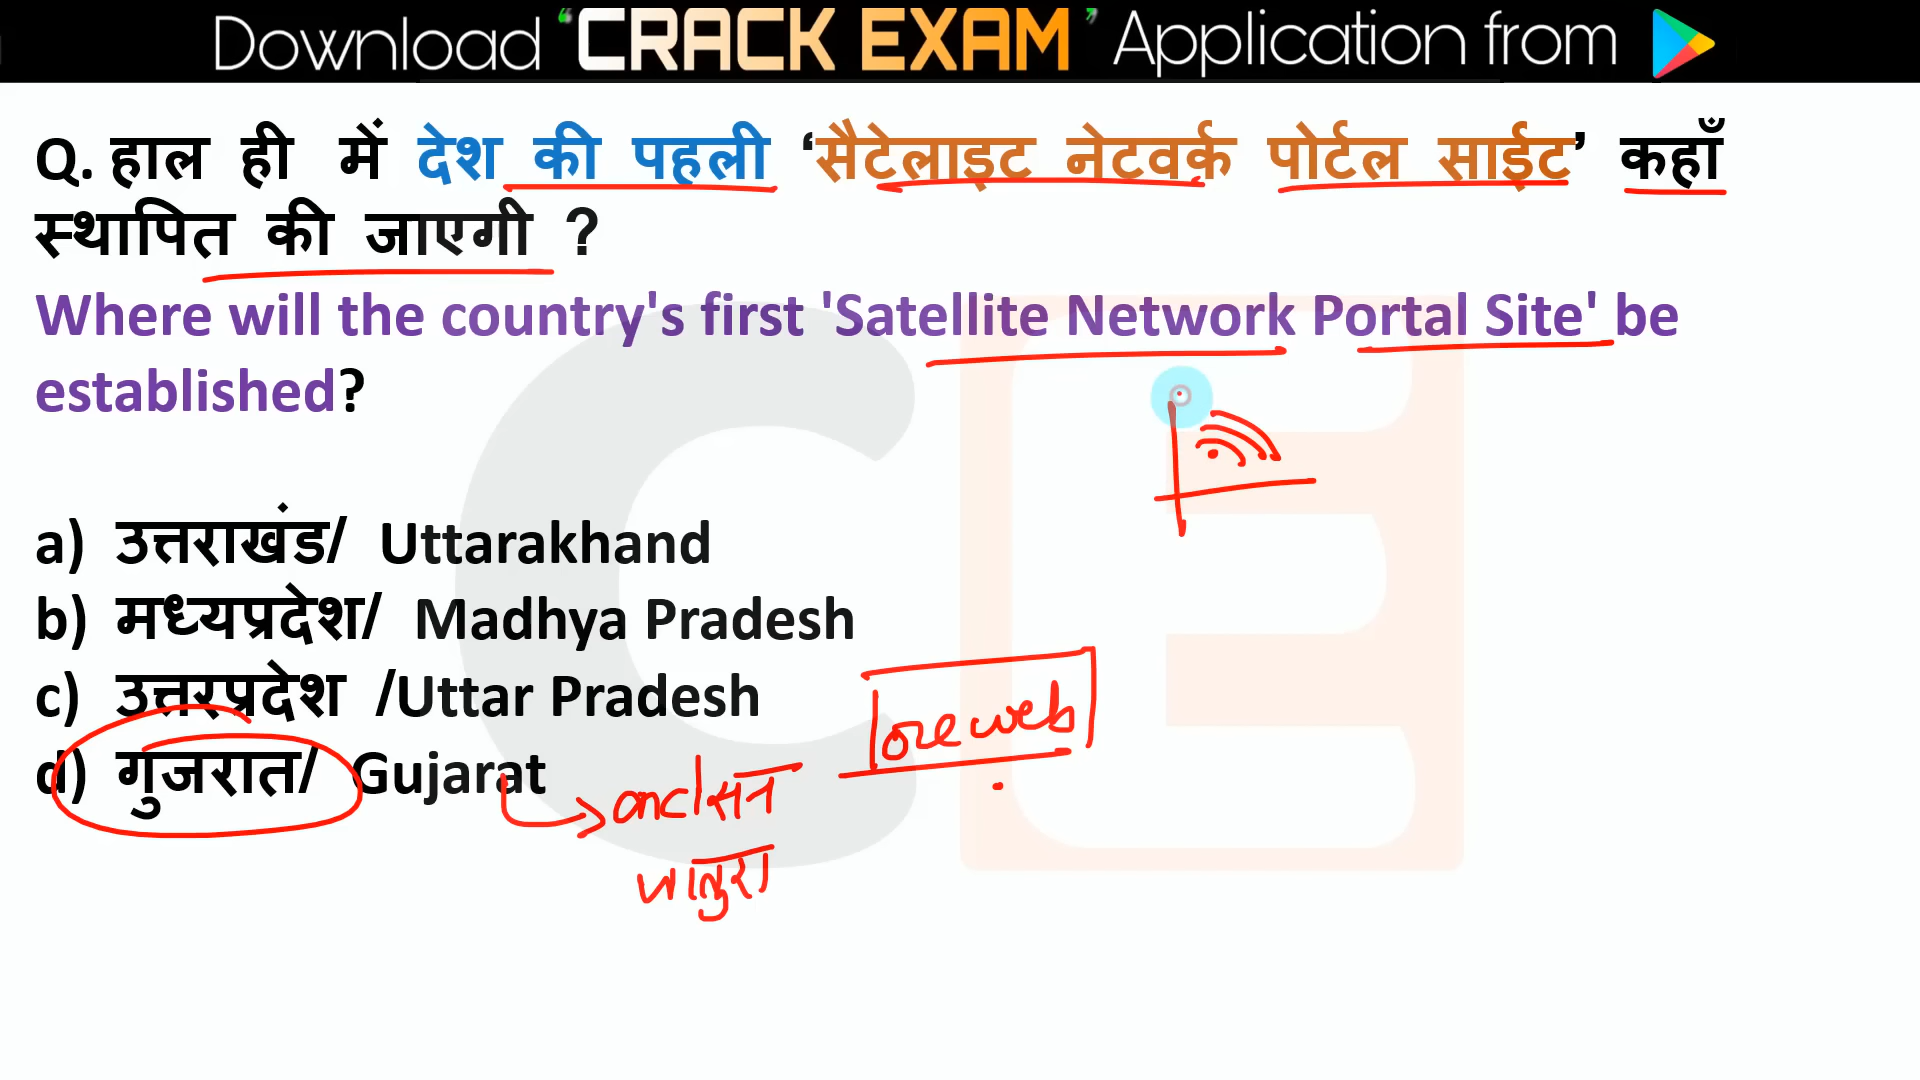 Download ‘CRACK EXAM’ Application from
Q. हाल ही में देश की पहली ‘सैटेलाइट नेटवर्क पोर्टल साईट’ कहाँ
स्थापित की जाएगी ?
Where will the country's first 'Satellite Network Portal Site' be
established?
a) उत्तराखंड/ Uttarakhand
b) मध्यप्रदेश/ Madhya Pradesh
c) उत्तरप्रदेश /Uttar Pradesh
d) गुजरात/ Gujarat
oneweb